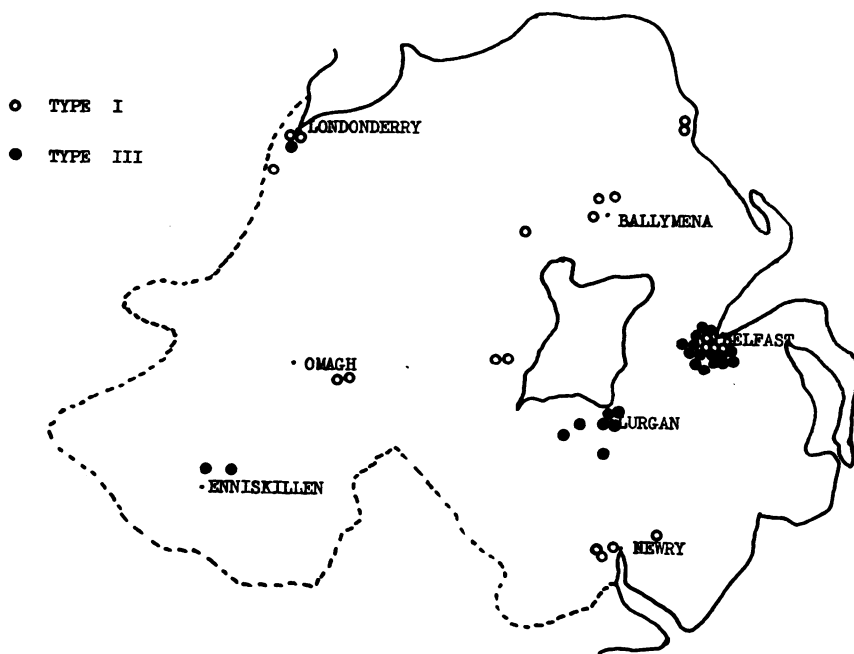 TYPE I
TYPE III
LONDONDERRY
BALLYMENA
BELFAST
OMAGH
LURGAN
ENNISKILLEN
NEWRY